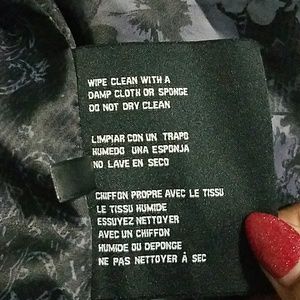 WIPE CLEAN WITH A
DAMP CLOTH OR SPONGE
DO NOT DRY CLEAN
LIMPIAR CON UN TRAPO
HUMEDO UNA ESPONJA
NO LAVE EN SECO
CHIFFON PROPRE AVEC LE TISSU
LE TISSU HUMIDE
ESSUYEZ NETTOYER
AVEC UN CHIFFON
HUMIDE OU DEPONGE
NE PAS NETTOYER À SEC